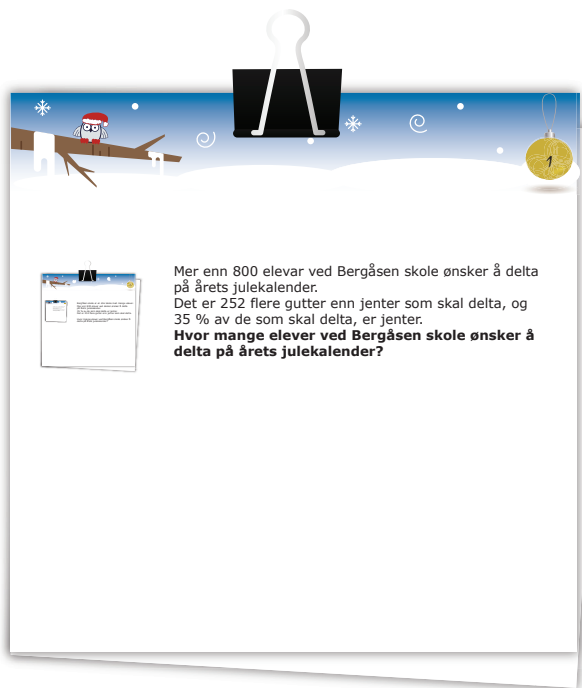 1
Mer enn 800 elevar ved Bergåsen skole ønsker å delta
på årets julekalender.
Det er 252 flere gutter enn jenter som skal delta, og
35 % av de som skal delta, er jenter.
Hvor mange elever ved Bergåsen skole ønsker å
delta på årets julekalender?